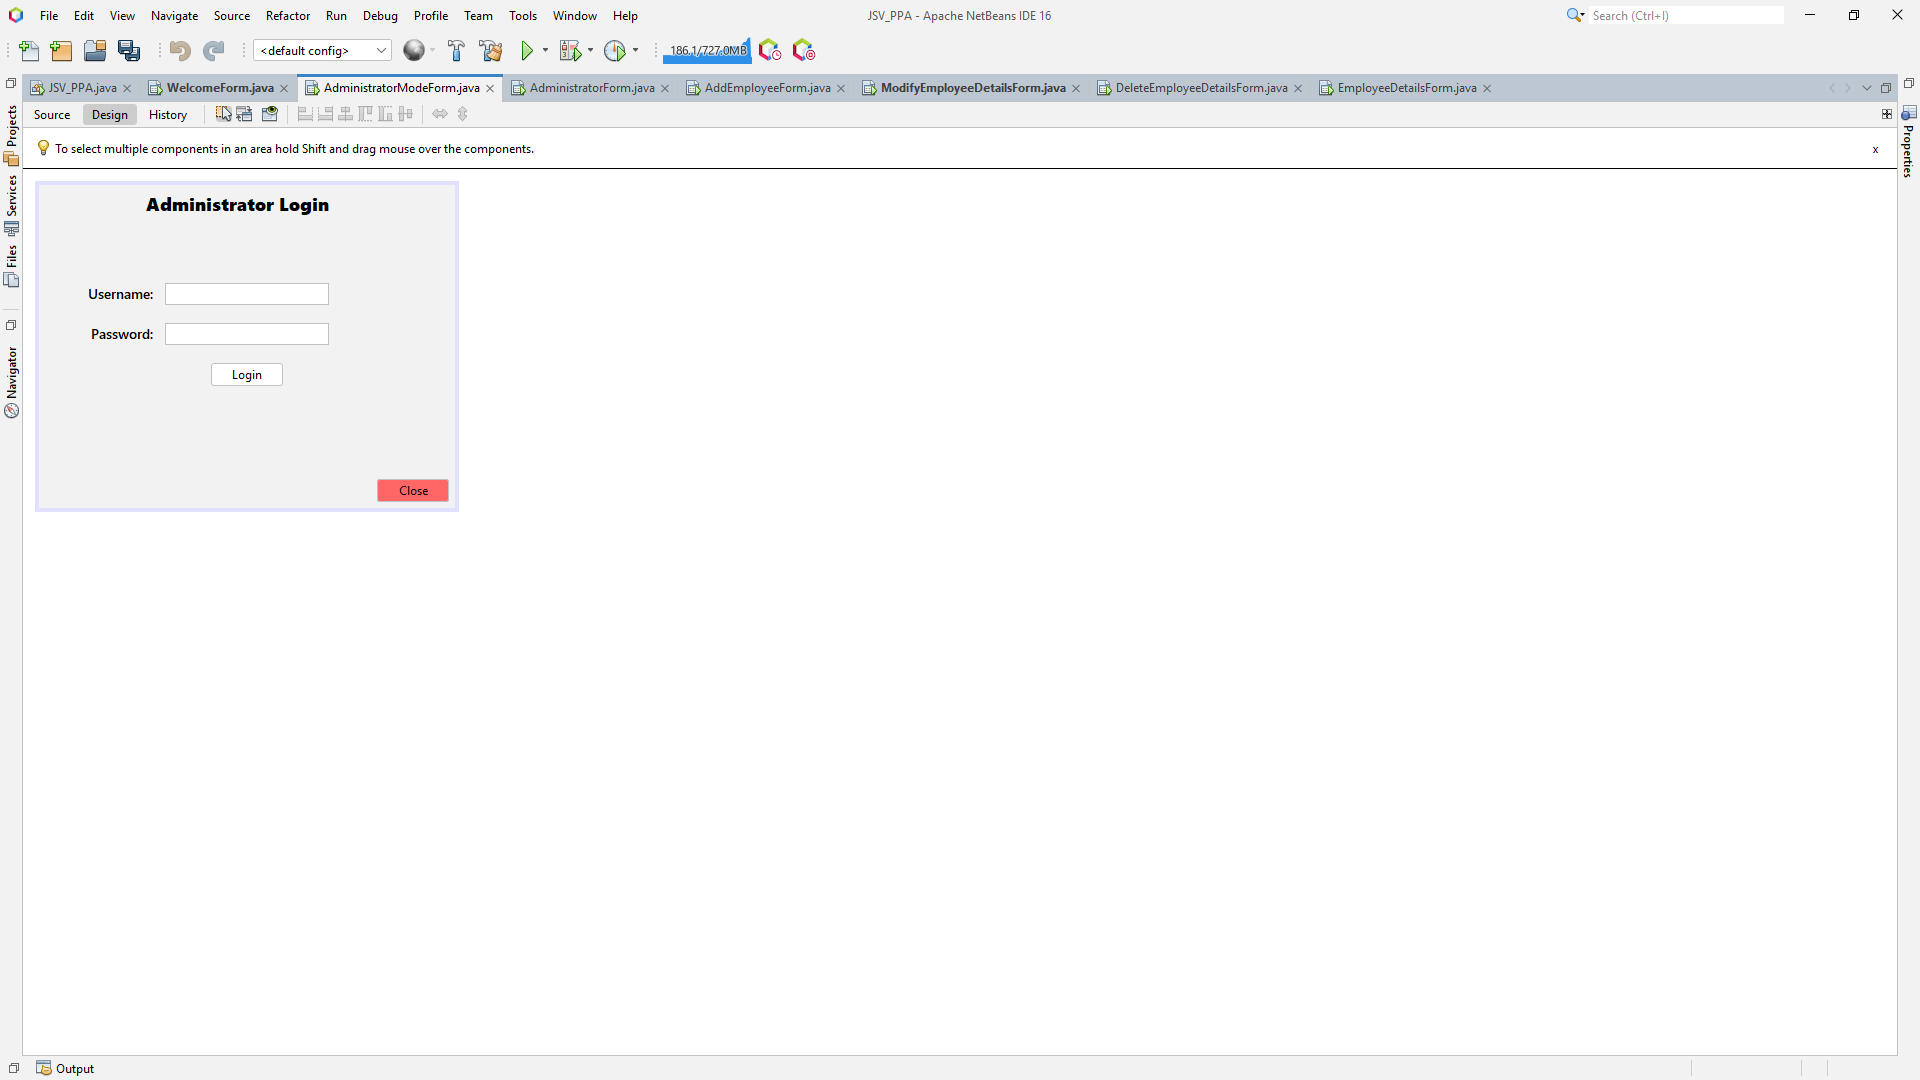 File Edit View Navigate Source Refactor Run Debug Profile Team Tools Window Help
JSV_PPA - Apache NetBeans IDE 16
Search (Ctrl+I)
<default config>
186.1/727.0MB
JSV_PPA.java
WelcomeForm.java
AdministratorModeForm.java
AdministratorForm.java
AddEmployeeForm.java
ModifyEmployeeDetailsForm.java
DeleteEmployeeDetailsForm.java
EmployeeDetailsForm.java
Source Design History
To select multiple components in an area hold Shift and drag mouse over the components.
x
Projects
Services
Files
Navigator
Properties
Administrator Login
Username:
Password:
Login
Close
Output